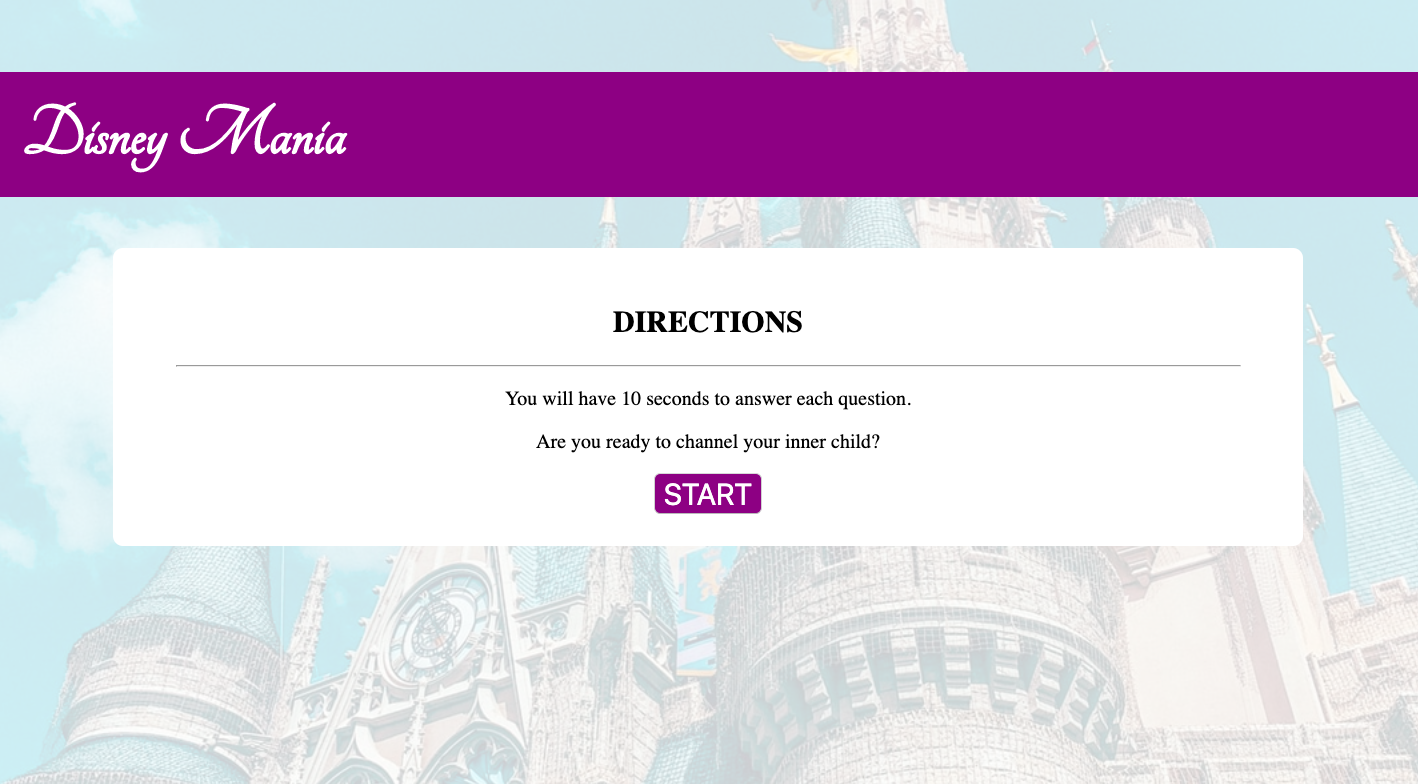 Disney Mania
DIRECTIONS
You will have 10 seconds to answer each question.
Are you ready to channel your inner child?
START